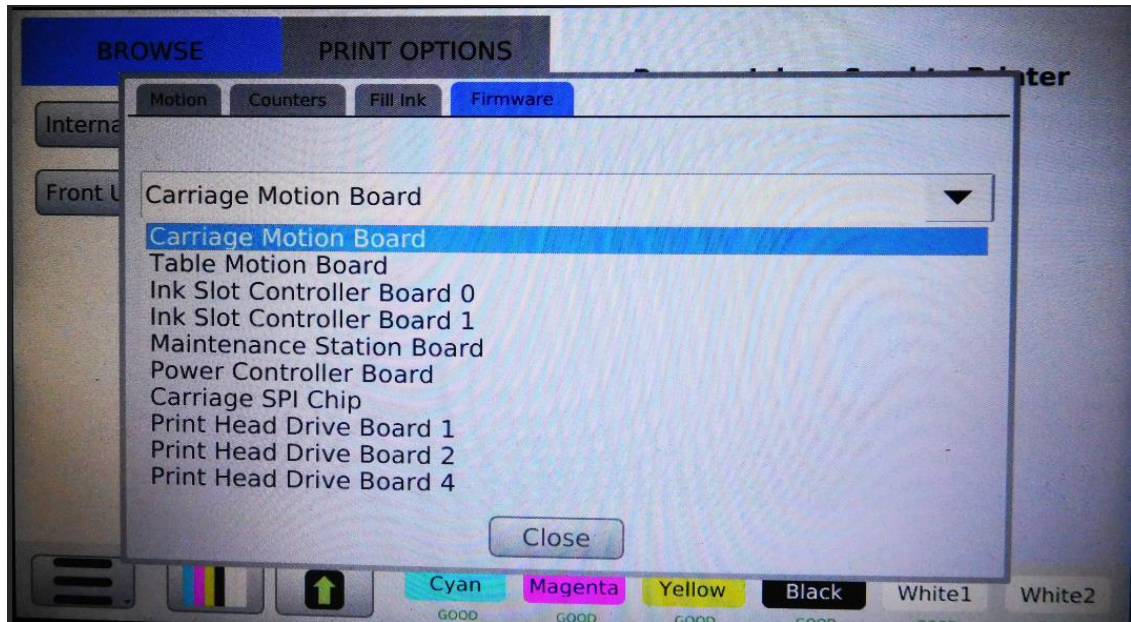 BROWSE PRINT OPTIONS
Motion Counters Fill Ink Firmware
Interna
Front U
Carriage Motion Board
Carriage Motion Board
Table Motion Board
Ink Slot Controller Board 0
Ink Slot Controller Board 1
Maintenance Station Board
Power Controller Board
Carriage SPI Chip
Print Head Drive Board 1
Print Head Drive Board 2
Print Head Drive Board 4
Close
Cyan Magenta Yellow Black White1 White2
GOOD GOOD GOOD GOOD